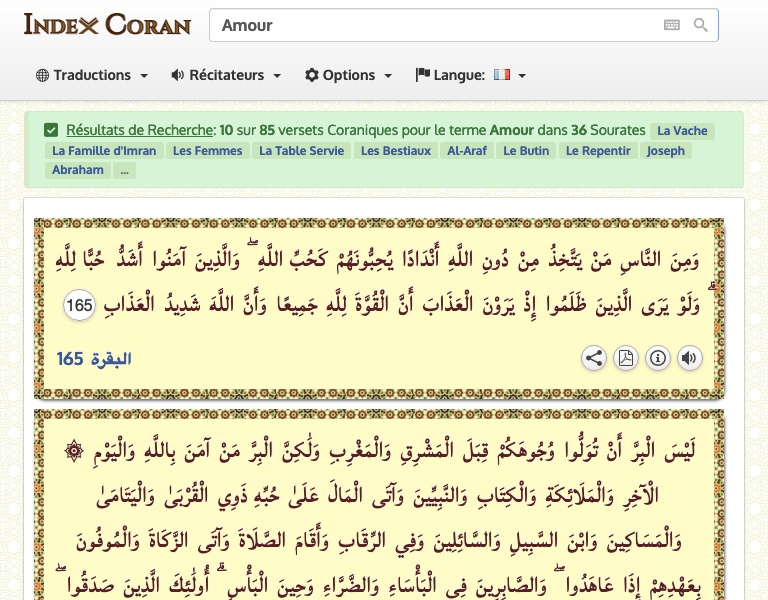 Index Coran
Amour
Traductions Récitateurs Options Langue:
Résultats de Recherche: 10 sur 85 versets Coraniques pour le terme Amour dans 36 Sourates La Vache
La Famille d'Imran Les Femmes La Table Servie Les Bestiaux Al-Araf Le Butin Le Repentir Joseph
Abraham ...
وَمِنَ النَّاسِ مَنْ يَتَّخِذُ مِنْ دُونِ اللَّهِ أَنْدَادًا يُحِبُّونَهُمْ كَحُبِّ اللَّهِ ۖ وَالَّذِينَ آمَنُوا أَشَدُّ حُبًّا لِلَّهِ
ۗ وَلَوْ يَرَى الَّذِينَ ظَلَمُوا إِذْ يَرَوْنَ الْعَذَابَ أَنَّ الْقُوَّةَ لِلَّهِ جَمِيعًا وَأَنَّ اللَّهَ شَدِيدُ الْعَذَابِ 165
البقرة 165
۞ لَيْسَ الْبِرَّ أَنْ تُوَلُّوا وُجُوهَكُمْ قِبَلَ الْمَشْرِقِ وَالْمَغْرِبِ وَلَٰكِنَّ الْبِرَّ مَنْ آمَنَ بِاللَّهِ وَالْيَوْمِ
الْآخِرِ وَالْمَلَائِكَةِ وَالْكِتَابِ وَالنَّبِيِّينَ وَآتَى الْمَالَ عَلَىٰ حُبِّهِ ذَوِي الْقُرْبَىٰ وَالْيَتَامَىٰ
وَالْمَسَاكِينَ وَابْنَ السَّبِيلِ وَالسَّائِلِينَ وَفِي الرِّقَابِ وَأَقَامَ الصَّلَاةَ وَآتَى الزَّكَاةَ وَالْمُوفُونَ
بِعَهْدِهِمْ إِذَا عَاهَدُوا ۖ وَالصَّابِرِينَ فِي الْبَأْسَاءِ وَالضَّرَّاءِ وَحِينَ الْبَأْسِ ۗ أُولَٰئِكَ الَّذِينَ صَدَقُوا ۖ